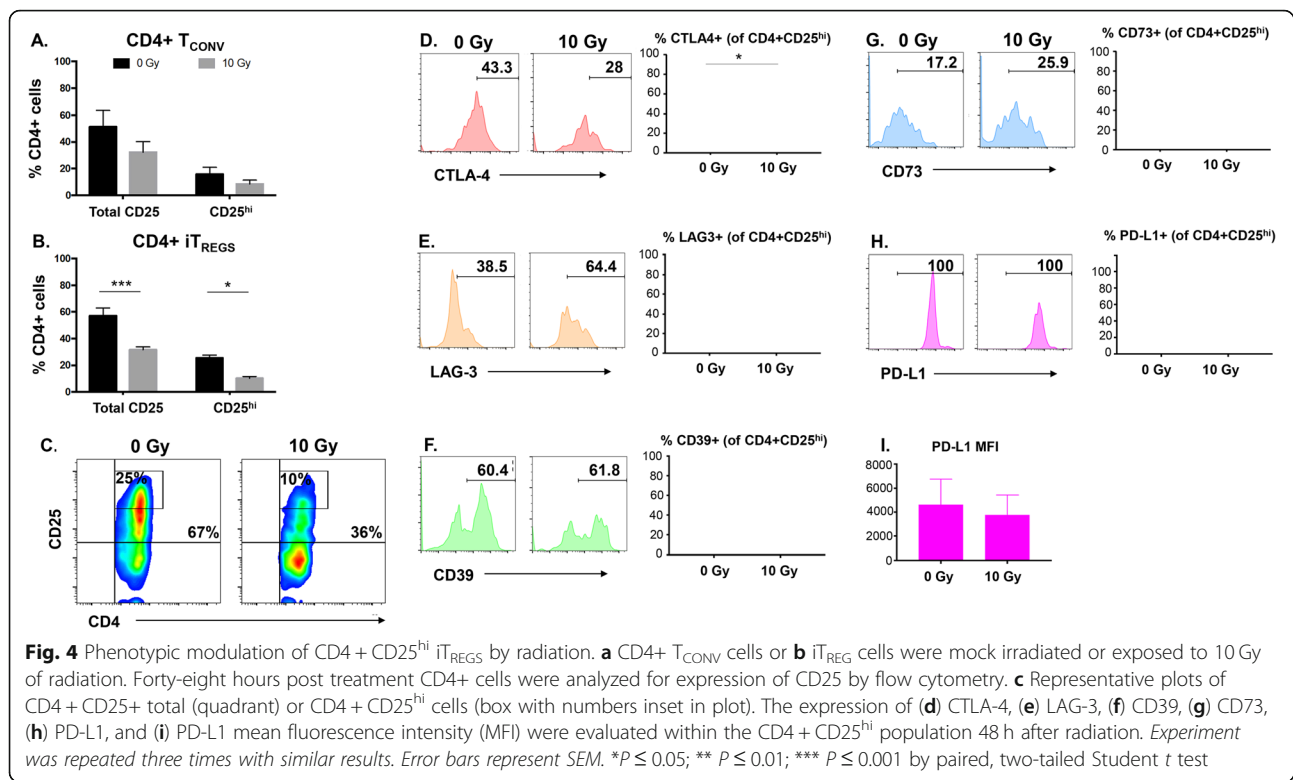 A.
CD4+ TCONV
0 Gy 10 Gy
% CD4+ cells
100
80
60
40
20
0
Total CD25 CD25hi
B.
CD4+ iTREGS
% CD4+ cells
100
80
60
40
20
0
*** *
Total CD25 CD25hi
C.
0 Gy 10 Gy
CD25
25% 67%
10% 36%
CD4
D.
0 Gy 10 Gy
43.3 28
CTLA-4
% CTLA4+ (of CD4+CD25hi)
*
100
80
60
40
20
0
0 Gy 10 Gy
E.
38.5 64.4
LAG-3
% LAG3+ (of CD4+CD25hi)
100
80
60
40
20
0
0 Gy 10 Gy
F.
60.4 61.8
CD39
% CD39+ (of CD4+CD25hi)
100
80
60
40
20
0
0 Gy 10 Gy
G.
0 Gy 10 Gy
17.2 25.9
CD73
% CD73+ (of CD4+CD25hi)
100
80
60
40
20
0
0 Gy 10 Gy
H.
100 100
PD-L1
% PD-L1+ (of CD4+CD25hi)
100
80
60
40
20
0
0 Gy 10 Gy
I.
PD-L1 MFI
8000
6000
4000
2000
0
0 Gy 10 Gy
Fig. 4 Phenotypic modulation of CD4 + CD25hi iTREGS by radiation. a CD4+ TCONV cells or b iTREG cells were mock irradiated or exposed to 10 Gy
of radiation. Forty-eight hours post treatment CD4+ cells were analyzed for expression of CD25 by flow cytometry. c Representative plots of
CD4 + CD25+ total (quadrant) or CD4 + CD25hi cells (box with numbers inset in plot). The expression of (d) CTLA-4, (e) LAG-3, (f) CD39, (g) CD73,
(h) PD-L1, and (i) PD-L1 mean fluorescence intensity (MFI) were evaluated within the CD4 + CD25hi population 48 h after radiation. Experiment
was repeated three times with similar results. Error bars represent SEM. *P ≤ 0.05; ** P ≤ 0.01; *** P ≤ 0.001 by paired, two-tailed Student t test